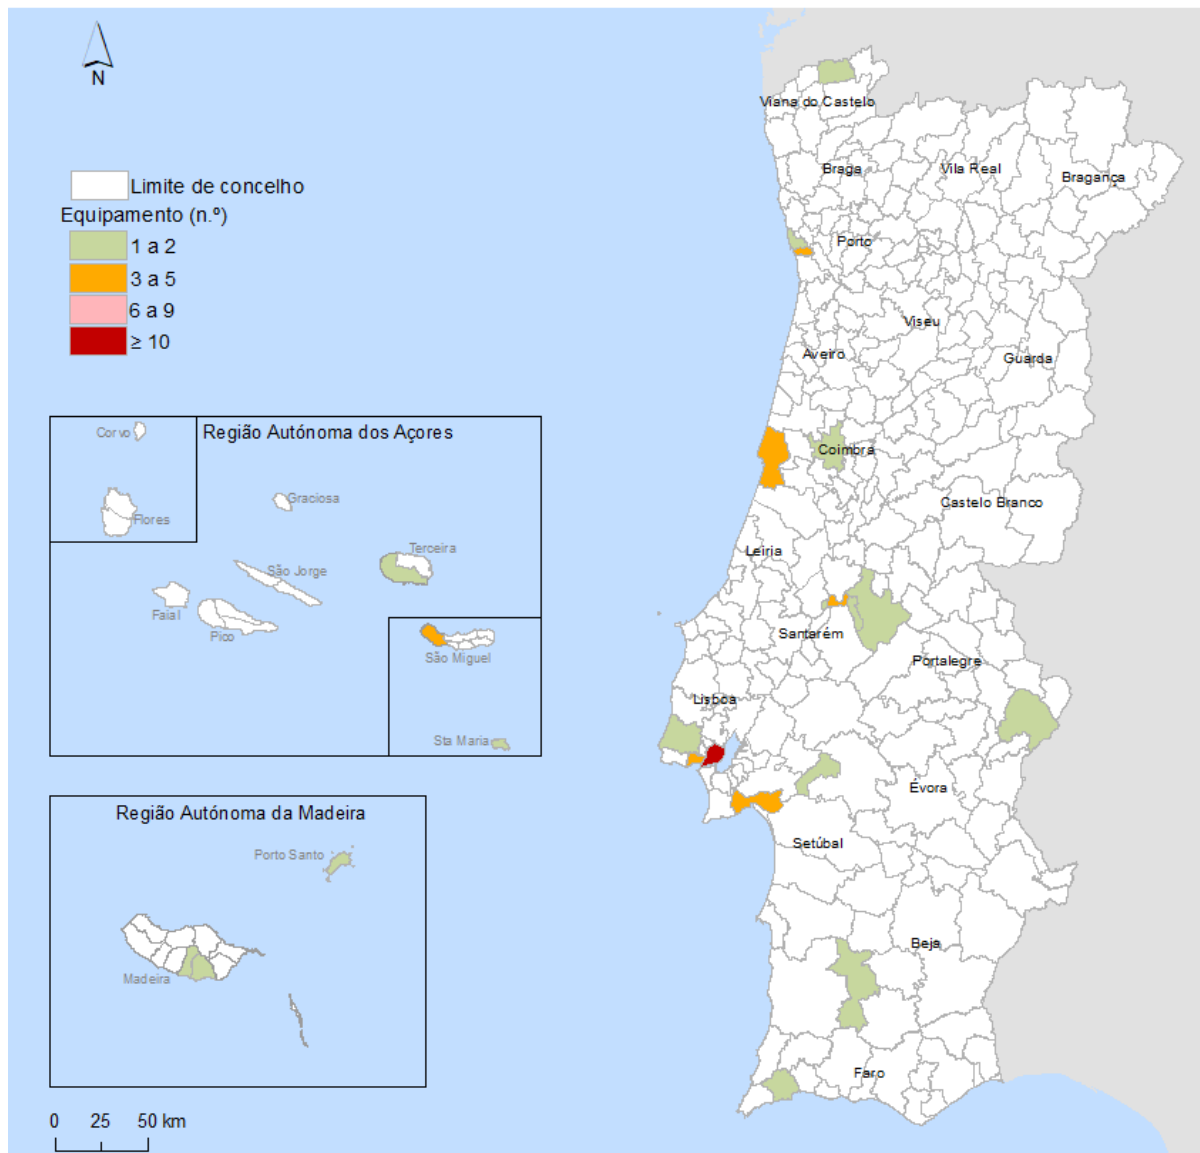 N
Limite de concelho
Equipamento (n.º)
1 a 2
3 a 5
6 a 9
≥ 10
Viana do Castelo
Braga
Vila Real
Bragança
Porto
Viseu
Aveiro
Guarda
Coimbra
Castelo Branco
Leiria
Santarém
Portalegre
Lisboa
Évora
Setúbal
Beja
Faro
Região Autónoma dos Açores
Corvo
Flores
Graciosa
Terceira
São Jorge
Faial
Pico
São Miguel
Sta Maria
Região Autónoma da Madeira
Porto Santo
Madeira
0 25 50 km